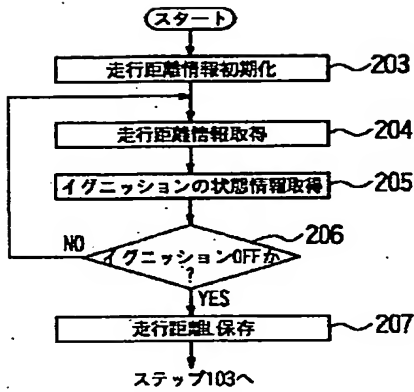 スタート
走行距離情報初期化 203
走行距離情報取得 204
イグニッションの状態情報取得 205
206
NO
イグニッションOFFか
?
YES
走行距離L保存 207
ステップ103へ